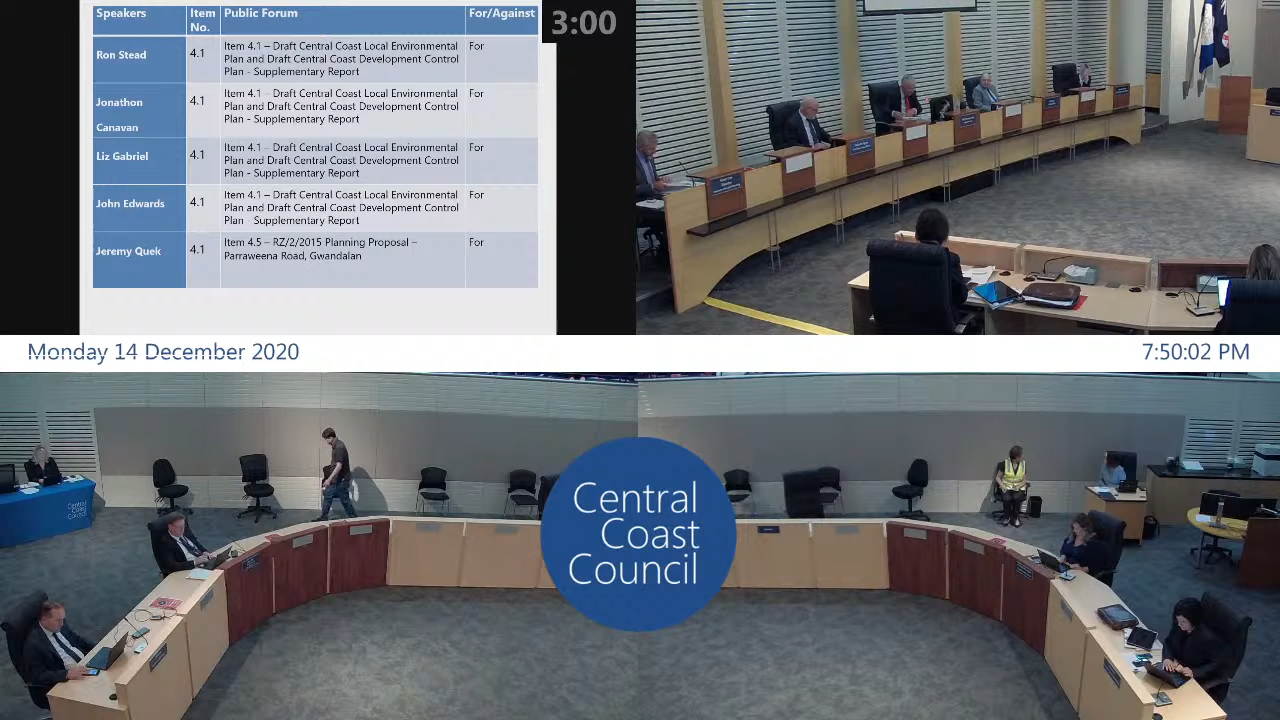 Speakers Item No. Public Forum For/Against
Ron Stead 4.1 Item 4.1 – Draft Central Coast Local Environmental For
Plan and Draft Central Coast Development Control
Plan - Supplementary Report
Jonathon Canavan 4.1 Item 4.1 – Draft Central Coast Local Environmental For
Plan and Draft Central Coast Development Control
Plan - Supplementary Report
Liz Gabriel 4.1 Item 4.1 – Draft Central Coast Local Environmental For
Plan and Draft Central Coast Development Control
Plan - Supplementary Report
John Edwards 4.1 Item 4.1 – Draft Central Coast Local Environmental For
Plan and Draft Central Coast Development Control
Plan - Supplementary Report
Jeremy Quek 4.1 Item 4.5 – RZ/2/2015 Planning Proposal – For
Parraweena Road, Gwandalan
3:00
Monday 14 December 2020 7:50:02 PM
Central
Coast
Council
Central
Coast
Council